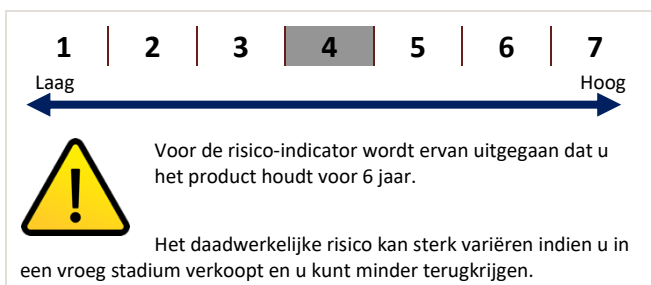 1 2 3 4 5 6 7
Laag Hoog
Voor de risico-indicator wordt ervan uitgegaan dat u
het product houdt voor 6 jaar.
Het daadwerkelijke risico kan sterk variëren indien u in
een vroeg stadium verkoopt en u kunt minder terugkrijgen.